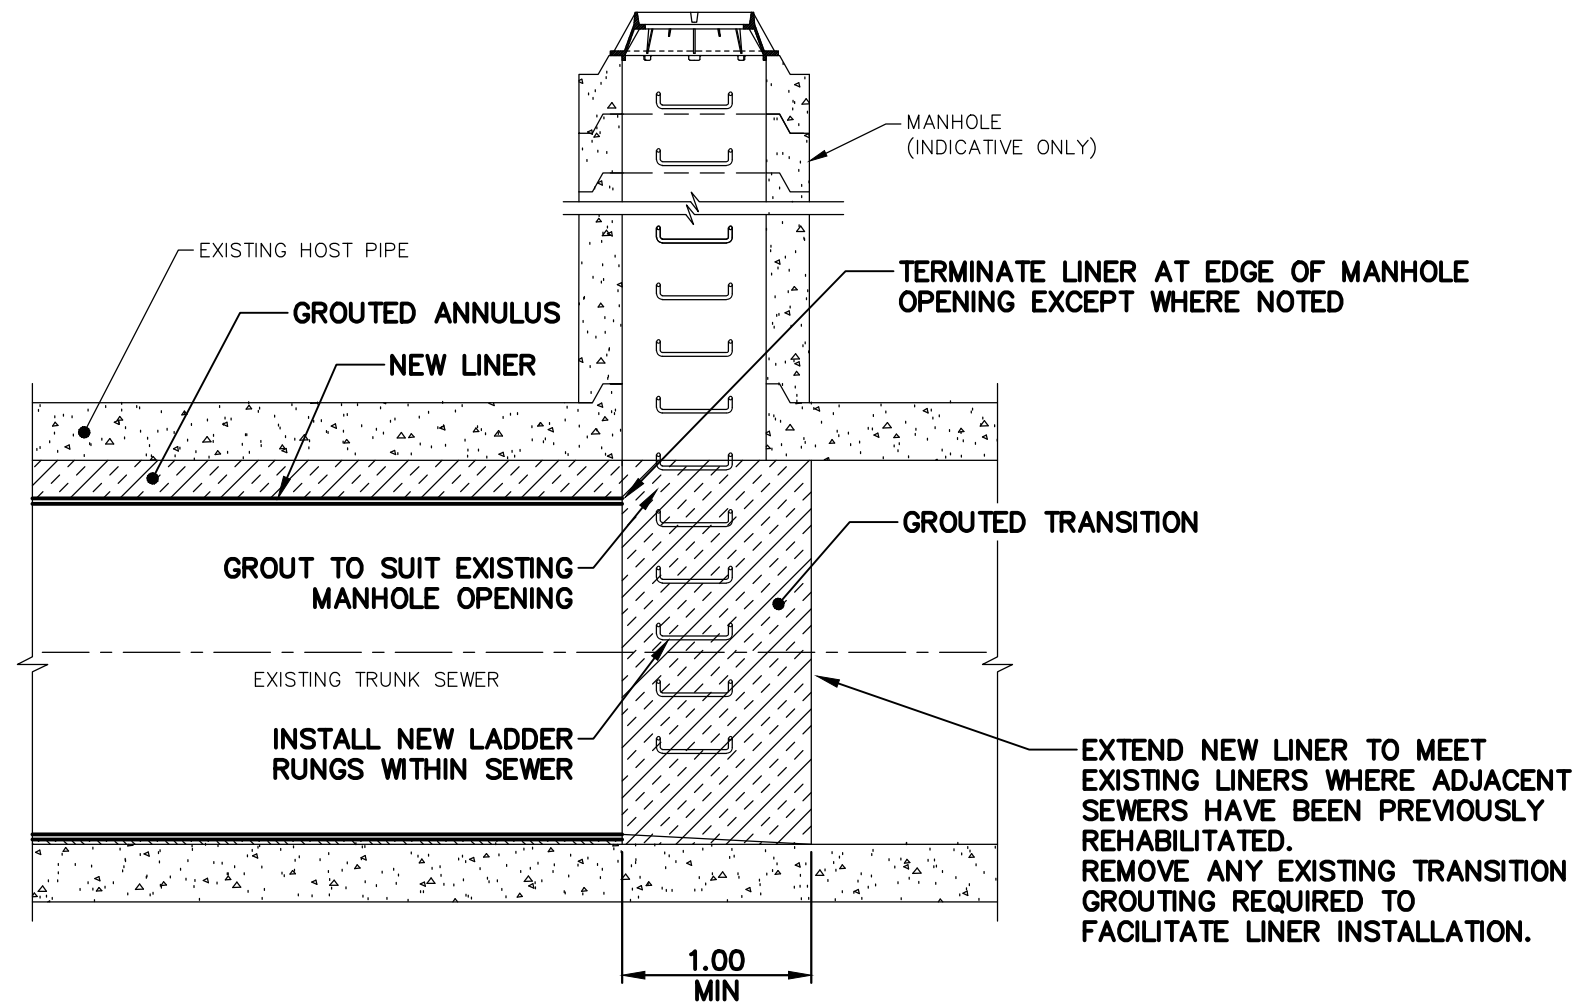 MANHOLE
(INDICATIVE ONLY)
EXISTING HOST PIPE
TERMINATE LINER AT EDGE OF MANHOLE
OPENING EXCEPT WHERE NOTED
GROUTED ANNULUS
NEW LINER
GROUTED TRANSITION
GROUT TO SUIT EXISTING
MANHOLE OPENING
EXISTING TRUNK SEWER
INSTALL NEW LADDER
RUNGS WITHIN SEWER
EXTEND NEW LINER TO MEET
EXISTING LINERS WHERE ADJACENT
SEWERS HAVE BEEN PREVIOUSLY
REHABILITATED.
REMOVE ANY EXISTING TRANSITION
GROUTING REQUIRED TO
FACILITATE LINER INSTALLATION.
1.00
MIN